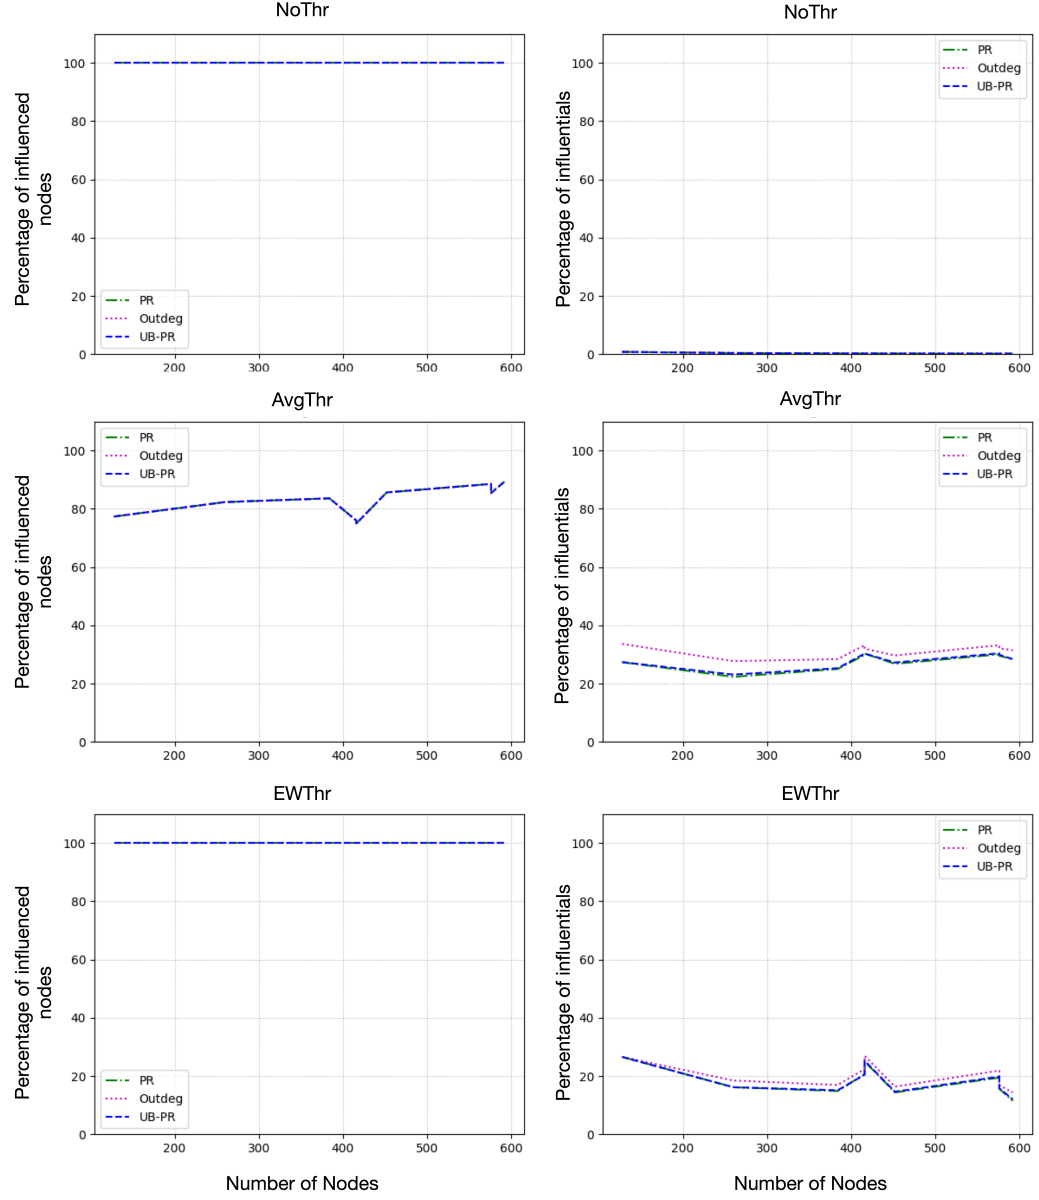 NoThr
100
80
60
40
20
0
200
300
400
500
600
Percentage of influenced
nodes
PR
Outdeg
UB-PR
NoThr
100
80
60
40
20
0
200
300
400
500
600
Percentage of influentials
PR
Outdeg
UB-PR
AvgThr
100
80
60
40
20
0
200
300
400
500
600
Percentage of influenced
nodes
PR
Outdeg
UB-PR
AvgThr
100
80
60
40
20
0
200
300
400
500
600
Percentage of influentials
PR
Outdeg
UB-PR
EWThr
100
80
60
40
20
0
200
300
400
500
600
Percentage of influenced
nodes
PR
Outdeg
UB-PR
Number of Nodes
EWThr
100
80
60
40
20
0
200
300
400
500
600
Percentage of influentials
PR
Outdeg
UB-PR
Number of Nodes